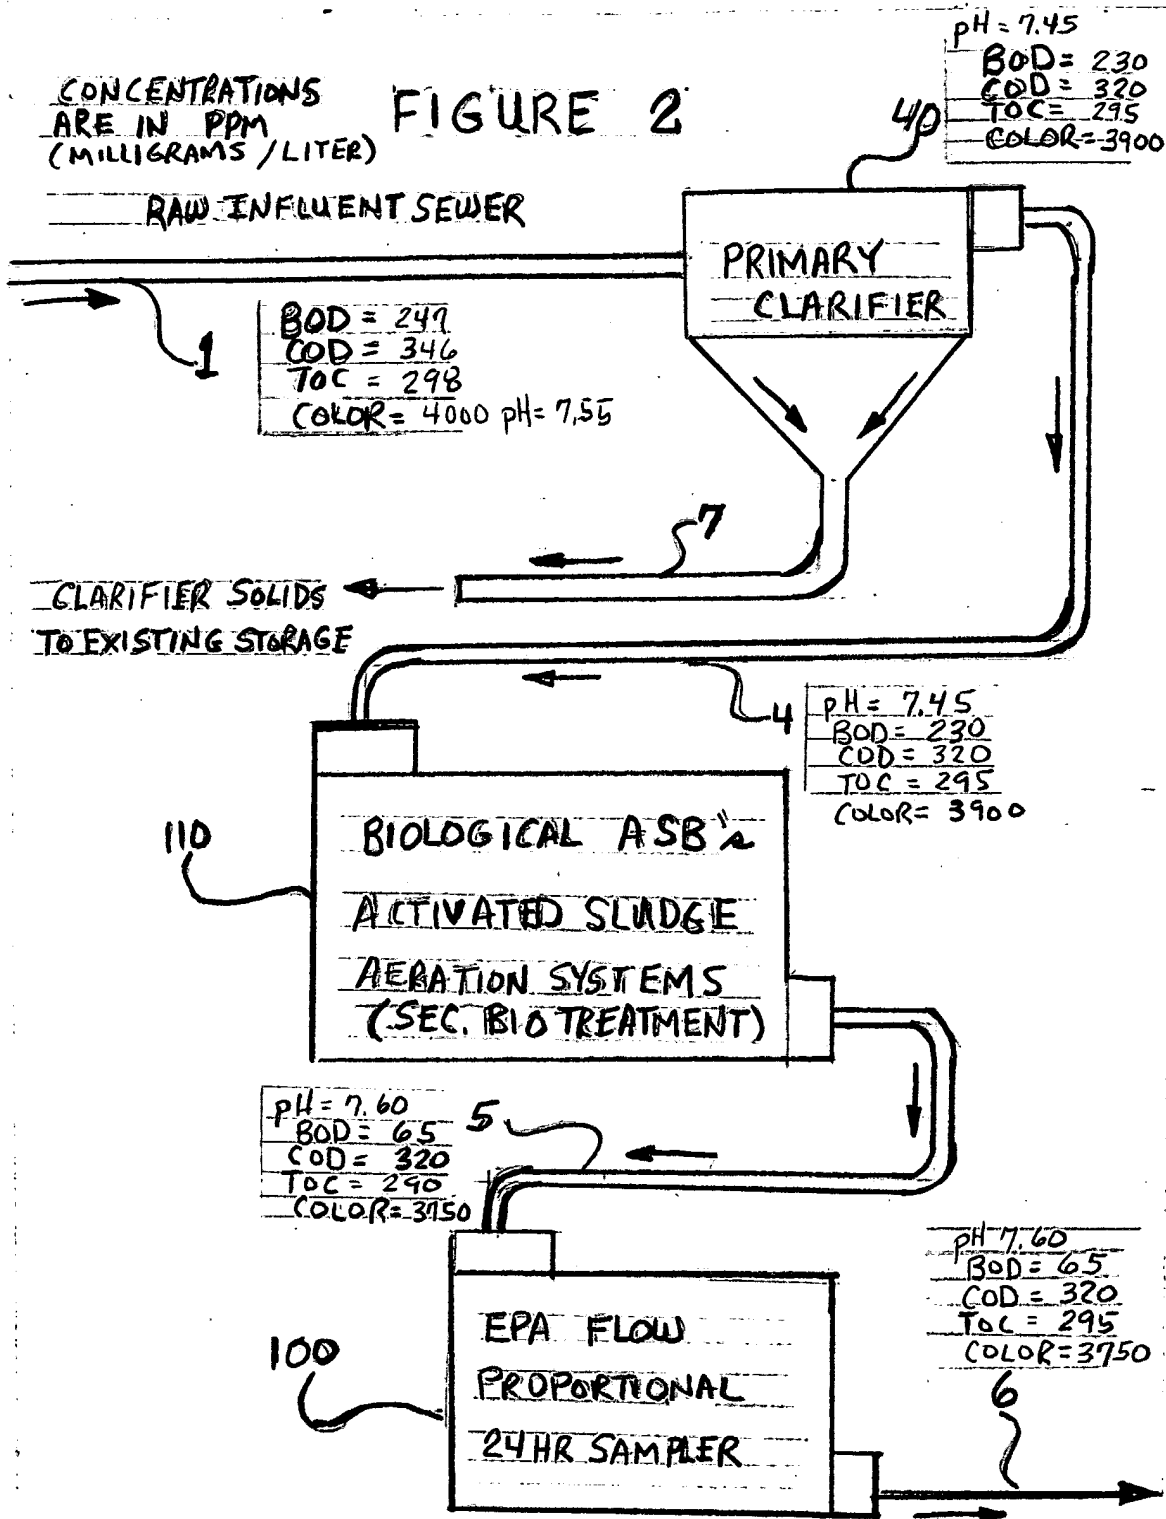 pH = 7.45
BOD = 230
COD = 320
TOC = 295
COLOR = 3900
CONCENTRATIONS
ARE IN PPM
(MILLIGRAMS / LITER)
FIGURE 2
40
RAW INFLUENT SEWER
PRIMARY
CLARIFIER
1
BOD = 247
COD = 346
TOC = 298
COLOR = 4000 pH = 7.55
7
CLARIFIER SOLIDS
TO EXISTING STORAGE
4
pH = 7.45
BOD = 230
COD = 320
TOC = 295
COLOR = 3900
110
BIOLOGICAL ASB's
ACTIVATED SLUDGE
AERATION SYSTEMS
(SEC. BIO TREATMENT)
pH = 7.60
BOD = 65
COD = 320
TOC = 290
COLOR = 3750
5
pH 7.60
BOD = 65
COD = 320
TOC = 295
COLOR = 3750
6
100
EPA FLOW
PROPORTIONAL
24 HR SAMPLER